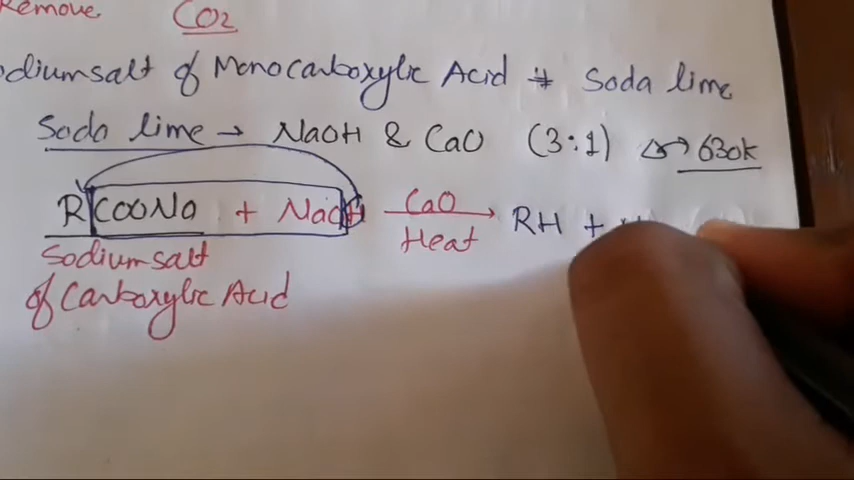 Remove CO2
odiumsalt of Monocarboxylic Acid + Soda lime
Soda lime → NaOH & CaO (3:1) Δ→ 630k
RCOONa + NaOH CaO Heat → RH +
Sodiumsalt
of Carboxylic Acid